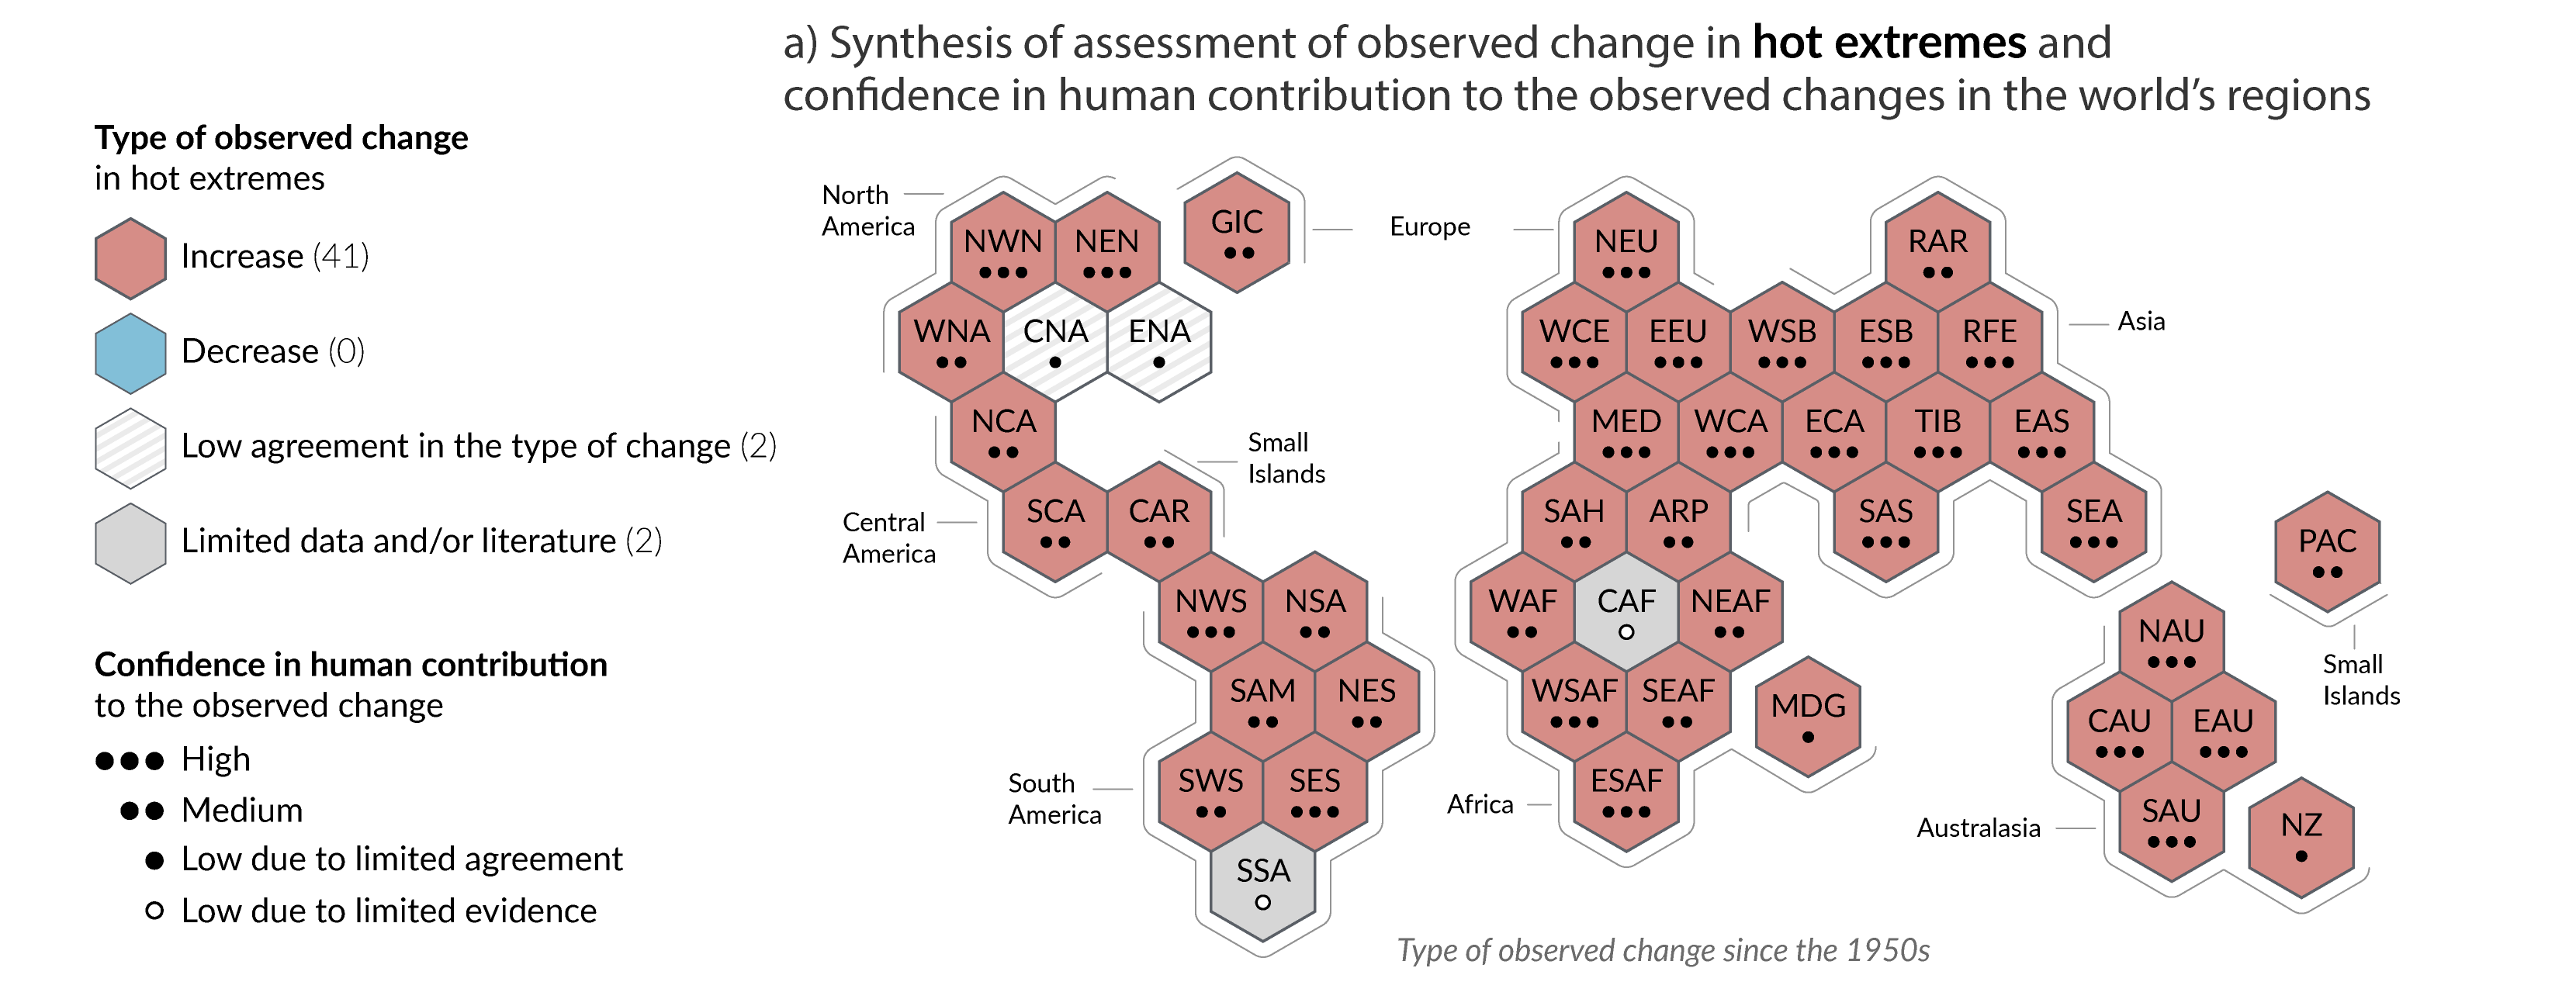 a) Synthesis of assessment of observed change in hot extremes and
confidence in human contribution to the observed changes in the world's regions
Type of observed change
in hot extremes
Increase (41)
Decrease (0)
Low agreement in the type of change (2)
Limited data and/or literature (2)
Confidence in human contribution
to the observed change
●●● High
●● Medium
● Low due to limited agreement
○ Low due to limited evidence
North
America
GIC
Europe
NWN
NEN
NEU
RAR
WNA
CNA
ENA
WCE
EEU
WSB
ESB
RFE
Asia
NCA
Small
Islands
MED
WCA
ECA
TIB
EAS
Central
America
SCA
CAR
SAH
ARP
SAS
SEA
PAC
Small
Islands
NWS
NSA
WAF
CAF
NEAF
NAU
SAM
NES
WSAF
SEAF
MDG
CAU
EAU
South
America
SWS
SES
Africa
ESAF
Australasia
SAU
NZ
SSA
Type of observed change since the 1950s